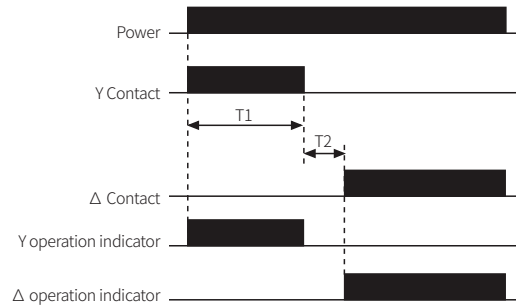 Power
Y Contact
T1
T2
Δ Contact
Y operation indicator
Δ operation indicator